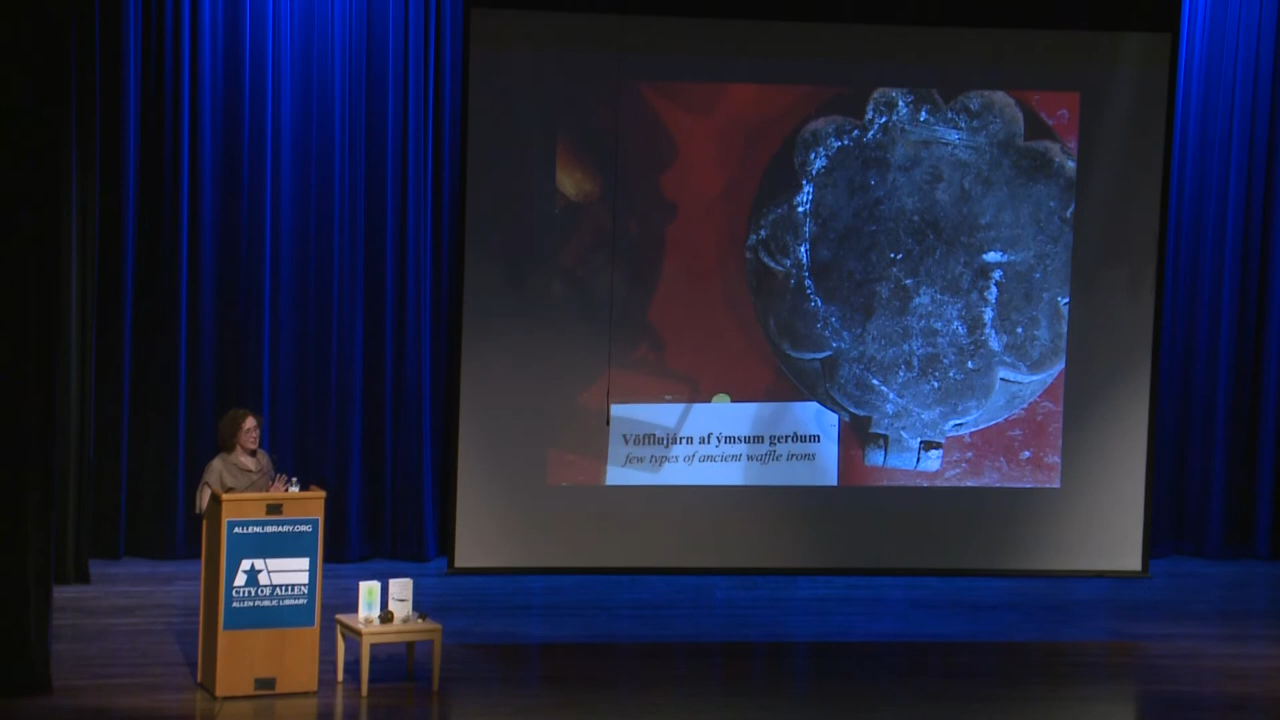 Vöfflujárn af ýmsum gerðum
few types of ancient waffle irons
ALLENLIBRARY.ORG
CITY OF ALLEN
ALLEN PUBLIC LIBRARY